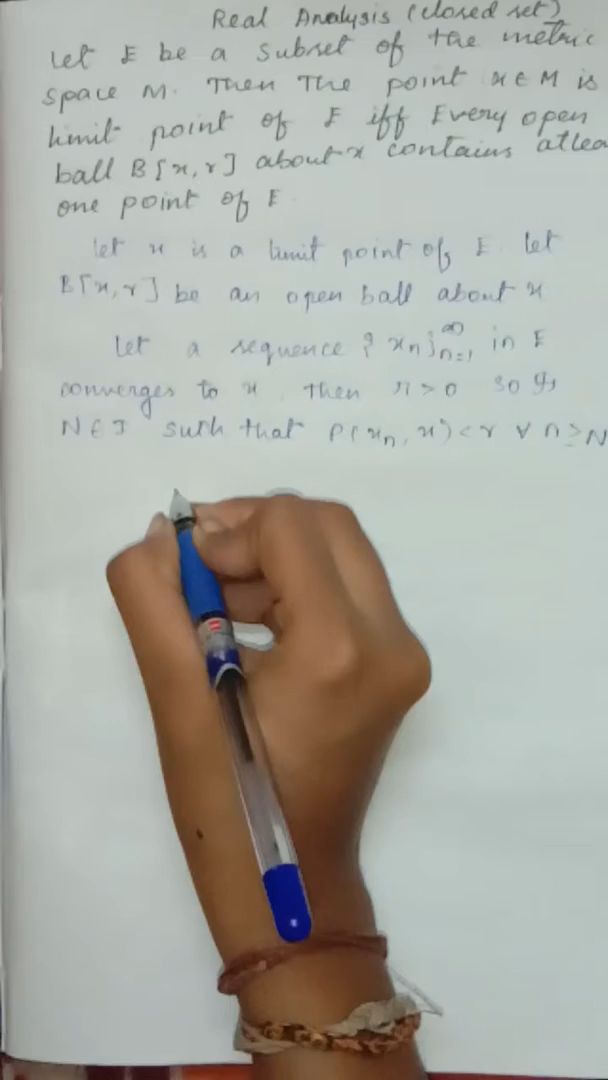 Real Analysis (closed set)
Let E be a subset of the metric
space M. Then The point x ∈ M is
limit point of E iff Every open
ball B[x,r] about x contains atlea
one point of E.
Let x is a limit point of E. Let
B[x,r] be an open ball about x
Let a sequence {xn}∞n=1 in E
converges to x. Then r>0 so
N∈I such that ρ(xn,x)<r ∀ n≥N